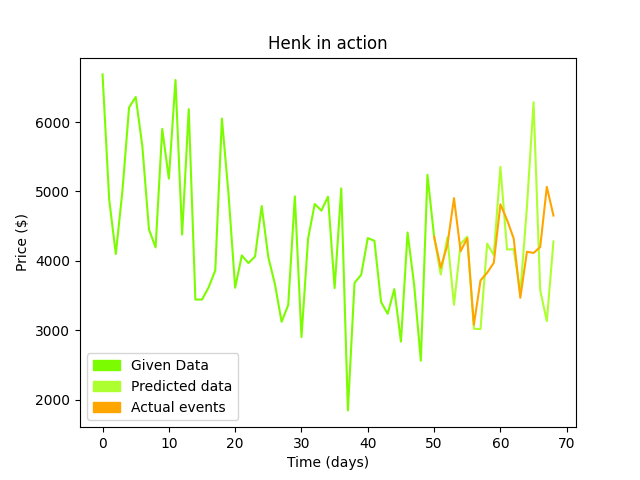 Henk in action
Price ($)
6000
5000
4000
3000
2000
Given Data
Predicted data
Actual events
0 10 20 30 40 50 60 70
Time (days)